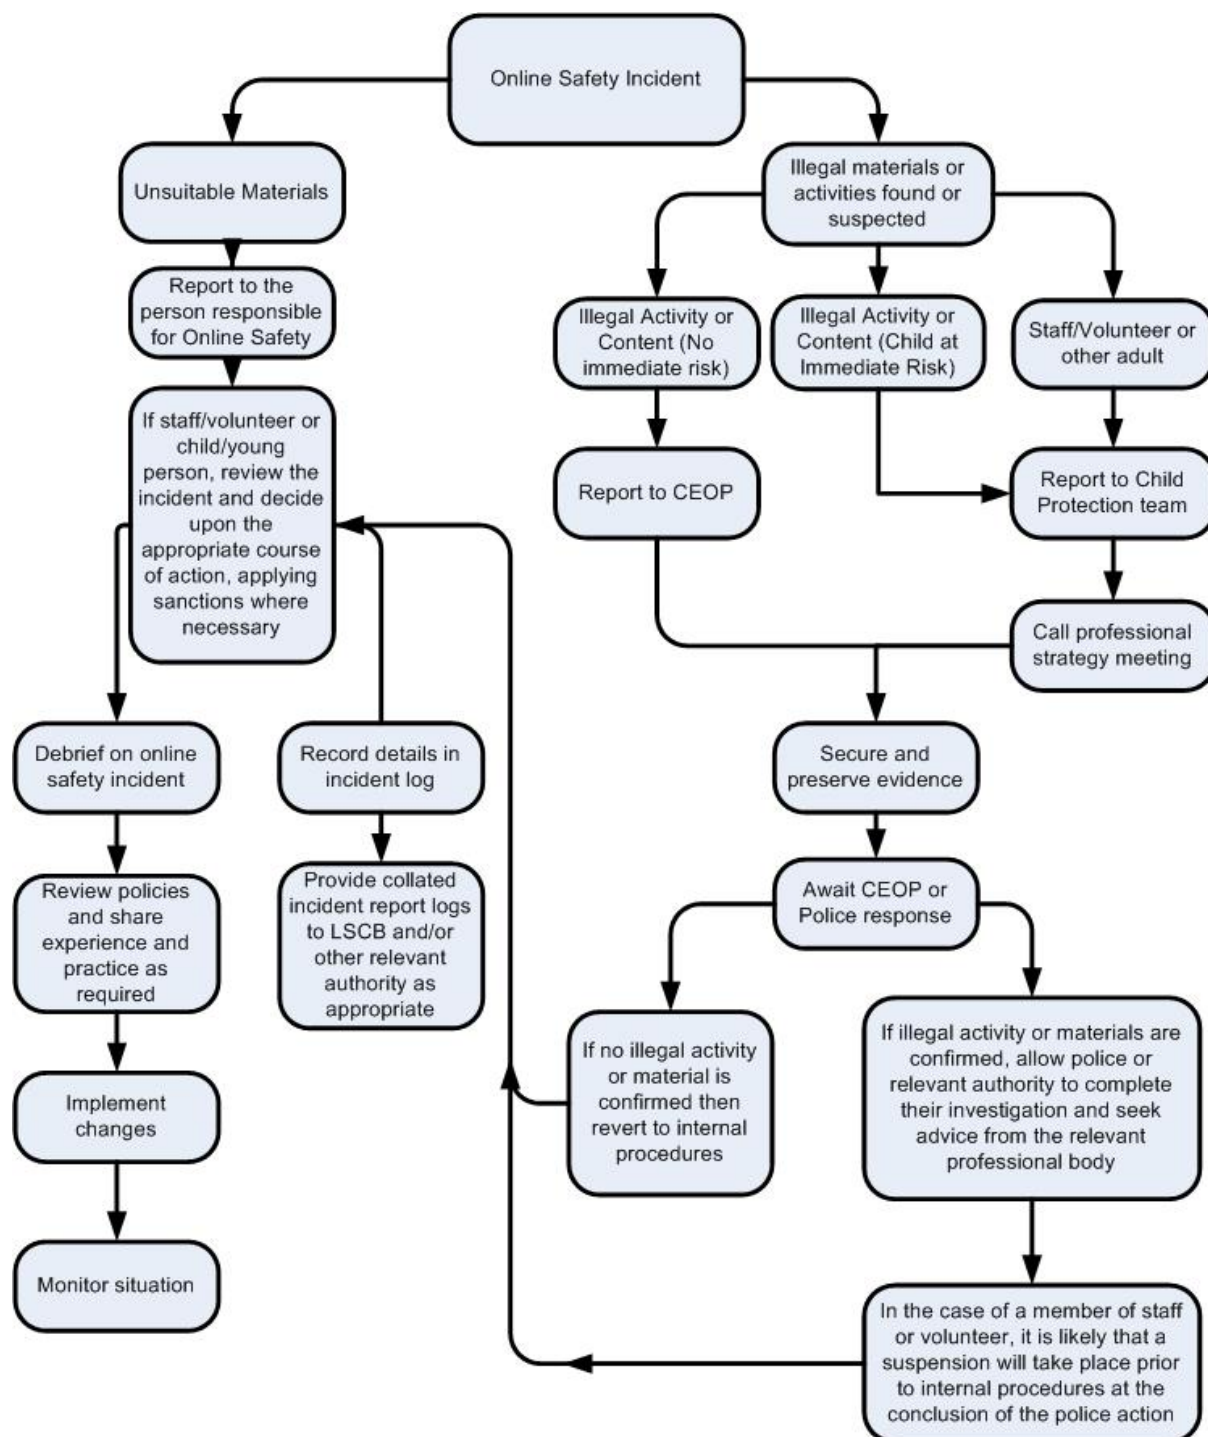 Online Safety Incident
Unsuitable Materials
Illegal materials or
activities found or
suspected
Report to the
person responsible
for Online Safety
Illegal Activity or
Content (No
immediate risk)
Illegal Activity or
Content (Child at
Immediate Risk)
Staff/Volunteer or
other adult
If staff/volunteer or
child/young
person, review the
incident and decide
upon the
appropriate course
of action, applying
sanctions where
necessary
Report to CEOP
Report to Child
Protection team
Call professional
strategy meeting
Debrief on online
safety incident
Record details in
incident log
Secure and
preserve evidence
Review policies
and share
experience and
practice as
required
Provide collated
incident report logs
to LSCB and/or
other relevant
authority as
appropriate
Await CEOP or
Police response
If no illegal activity
or material is
confirmed then
revert to internal
procedures
If illegal activity or materials are
confirmed, allow police or
relevant authority to complete
their investigation and seek
advice from the relevant
professional body
Implement
changes
Monitor situation
In the case of a member of staff
or volunteer, it is likely that a
suspension will take place prior
to internal procedures at the
conclusion of the police action